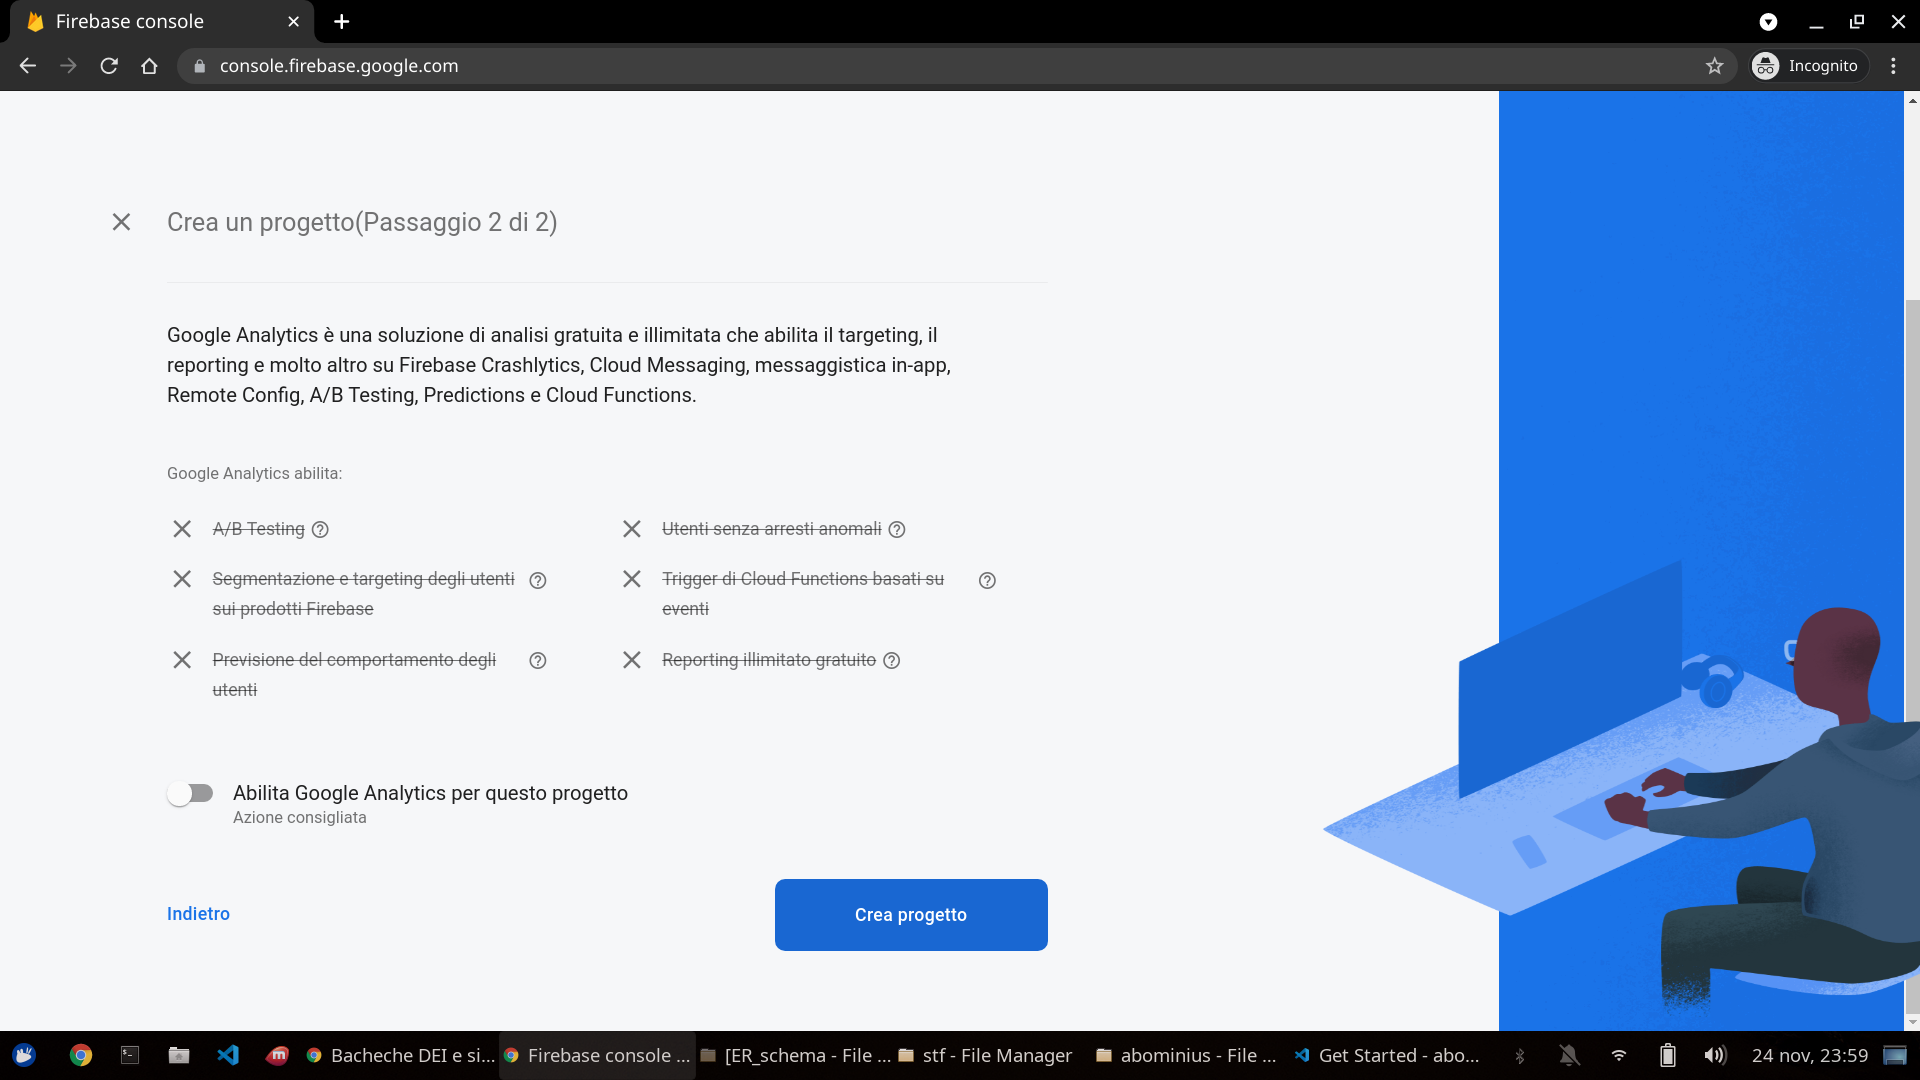 Firebase console
console.firebase.google.com
Incognito
Crea un progetto(Passaggio 2 di 2)
Google Analytics è una soluzione di analisi gratuita e illimitata che abilita il targeting, il
reporting e molto altro su Firebase Crashlytics, Cloud Messaging, messaggistica in-app,
Remote Config, A/B Testing, Predictions e Cloud Functions.
Google Analytics abilita:
A/B Testing
Utenti senza arresti anomali
Segmentazione e targeting degli utenti
sui prodotti Firebase
Trigger di Cloud Functions basati su
eventi
Previsione del comportamento degli
utenti
Reporting illimitato gratuito
Abilita Google Analytics per questo progetto
Azione consigliata
Indietro
Crea progetto
Bacheche DEI e si...
Firebase console ...
[ER_schema - File ...
stf - File Manager
abominius - File ...
Get Started - abo...
24 nov, 23:59